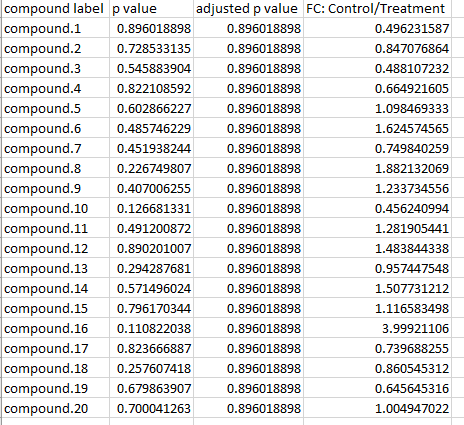 compound label p value adjusted p value FC: Control/Treatment
compound.1 0.896018898 0.896018898 0.496231587
compound.2 0.728533135 0.896018898 0.847076864
compound.3 0.545883904 0.896018898 0.488107232
compound.4 0.822108592 0.896018898 0.664921605
compound.5 0.602866227 0.896018898 1.098469333
compound.6 0.485746229 0.896018898 1.624574565
compound.7 0.451938244 0.896018898 0.749840259
compound.8 0.226749807 0.896018898 1.882132069
compound.9 0.407006255 0.896018898 1.233734556
compound.10 0.126681331 0.896018898 0.456240994
compound.11 0.491200872 0.896018898 1.281905441
compound.12 0.890201007 0.896018898 1.483844338
compound.13 0.294287681 0.896018898 0.957447548
compound.14 0.571496024 0.896018898 1.507731212
compound.15 0.796170344 0.896018898 1.116583498
compound.16 0.110822038 0.896018898 3.99921106
compound.17 0.823666887 0.896018898 0.739688255
compound.18 0.257607418 0.896018898 0.860545312
compound.19 0.679863907 0.896018898 0.645645316
compound.20 0.700041263 0.896018898 1.004947022